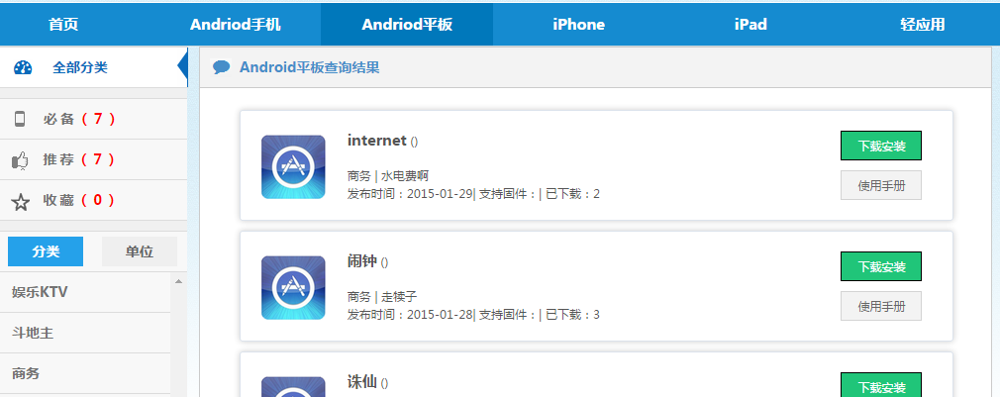 首页 Andriod手机 Andriod平板 iPhone iPad 轻应用
全部分类
必 备 ( 7 )
推 荐 ( 7 )
收 藏 ( 0 )
分类 单位
娱乐KTV
斗地主
商务
Android平板查询结果
internet ()
商务 | 水电费啊
发布时间：2015-01-29| 支持固件：| 已下载：2
下载安装
使用手册
闹钟 ()
商务 | 走犊子
发布时间：2015-01-28| 支持固件：| 已下载：3
下载安装
使用手册
诛仙 ()
下载安装